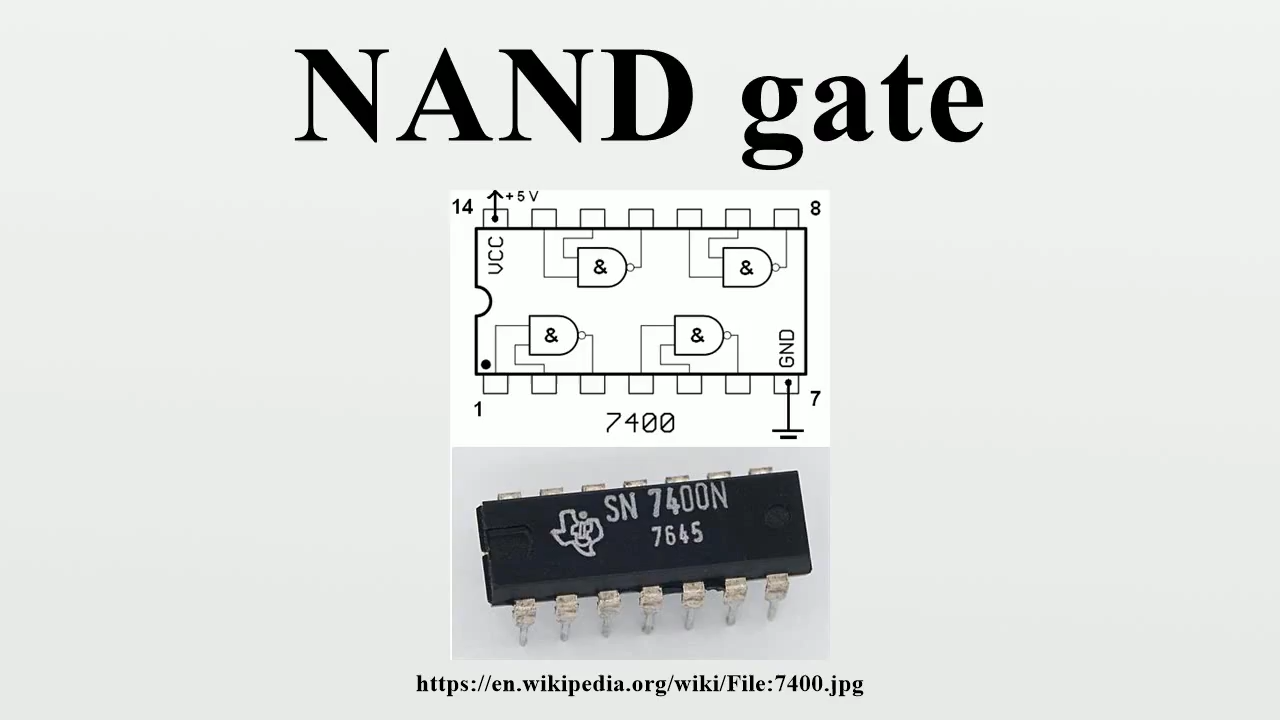 NAND gate
14 +5 V 8
VCC
& &
& &
GND
1 7
7400
SN 7400N
7645
https://en.wikipedia.org/wiki/File:7400.jpg